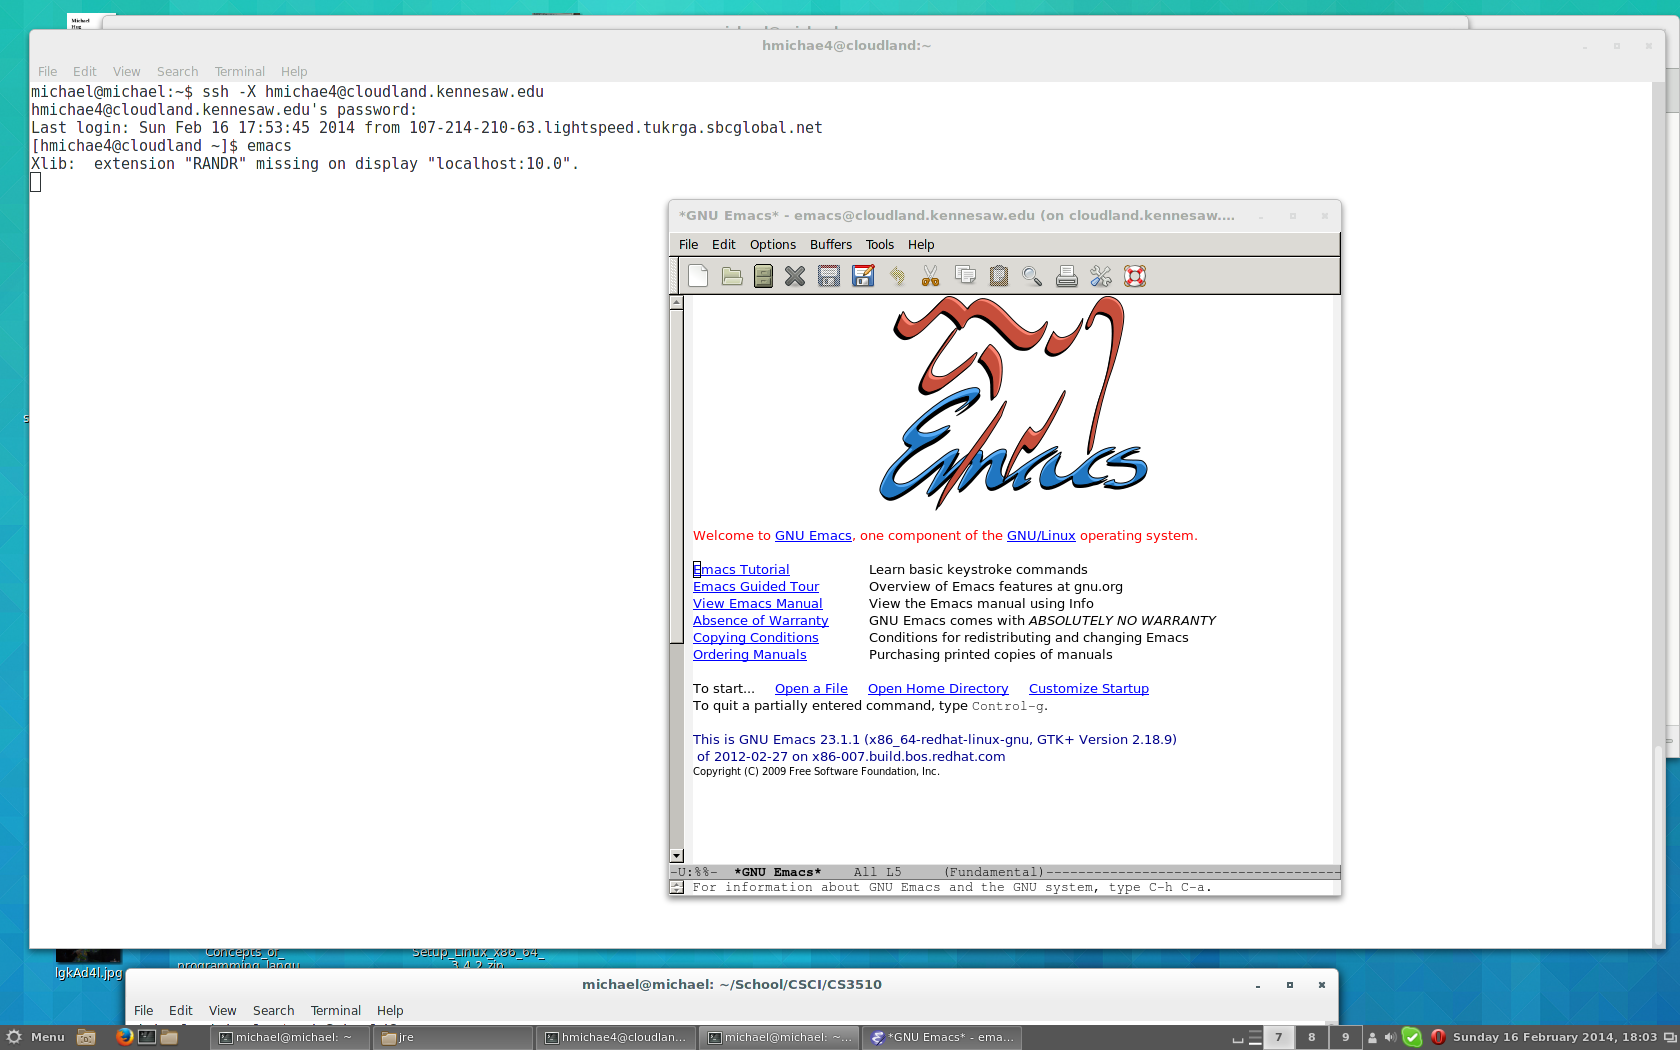 Michael
Hug
hmichae4@cloudland:~
File Edit View Search Terminal Help
michael@michael:~$ ssh -X hmichae4@cloudland.kennesaw.edu
hmichae4@cloudland.kennesaw.edu's password:
Last login: Sun Feb 16 17:53:45 2014 from 107-214-210-63.lightspeed.tukrga.sbcglobal.net
[hmichae4@cloudland ~]$ emacs
Xlib:  extension "RANDR" missing on display "localhost:10.0".
*GNU Emacs* - emacs@cloudland.kennesaw.edu (on cloudland.kennesaw....
File Edit Options Buffers Tools Help
Emacs
Welcome to GNU Emacs, one component of the GNU/Linux operating system.
Emacs Tutorial Learn basic keystroke commands
Emacs Guided Tour Overview of Emacs features at gnu.org
View Emacs Manual View the Emacs manual using Info
Absence of Warranty GNU Emacs comes with ABSOLUTELY NO WARRANTY
Copying Conditions Conditions for redistributing and changing Emacs
Ordering Manuals Purchasing printed copies of manuals
To start... Open a File Open Home Directory Customize Startup
To quit a partially entered command, type Control-g.
This is GNU Emacs 23.1.1 (x86_64-redhat-linux-gnu, GTK+ Version 2.18.9)
of 2012-02-27 on x86-007.build.bos.redhat.com
Copyright (C) 2009 Free Software Foundation, Inc.
-U:%%-  *GNU Emacs*    All L5     (Fundamental)-------------------------------------
For information about GNU Emacs and the GNU system, type C-h C-a.
Concepts_of_
programming_langu
Setup_Linux_x86_64_
3.4.2.zip
lgkAd4l.jpg
michael@michael: ~/School/CSCI/CS3510
File Edit View Search Terminal Help
Menu michael@michael: ~ jre hmichae4@cloudlan... michael@michael: ~... *GNU Emacs* - ema... 7 8 9 Sunday 16 February 2014, 18:03